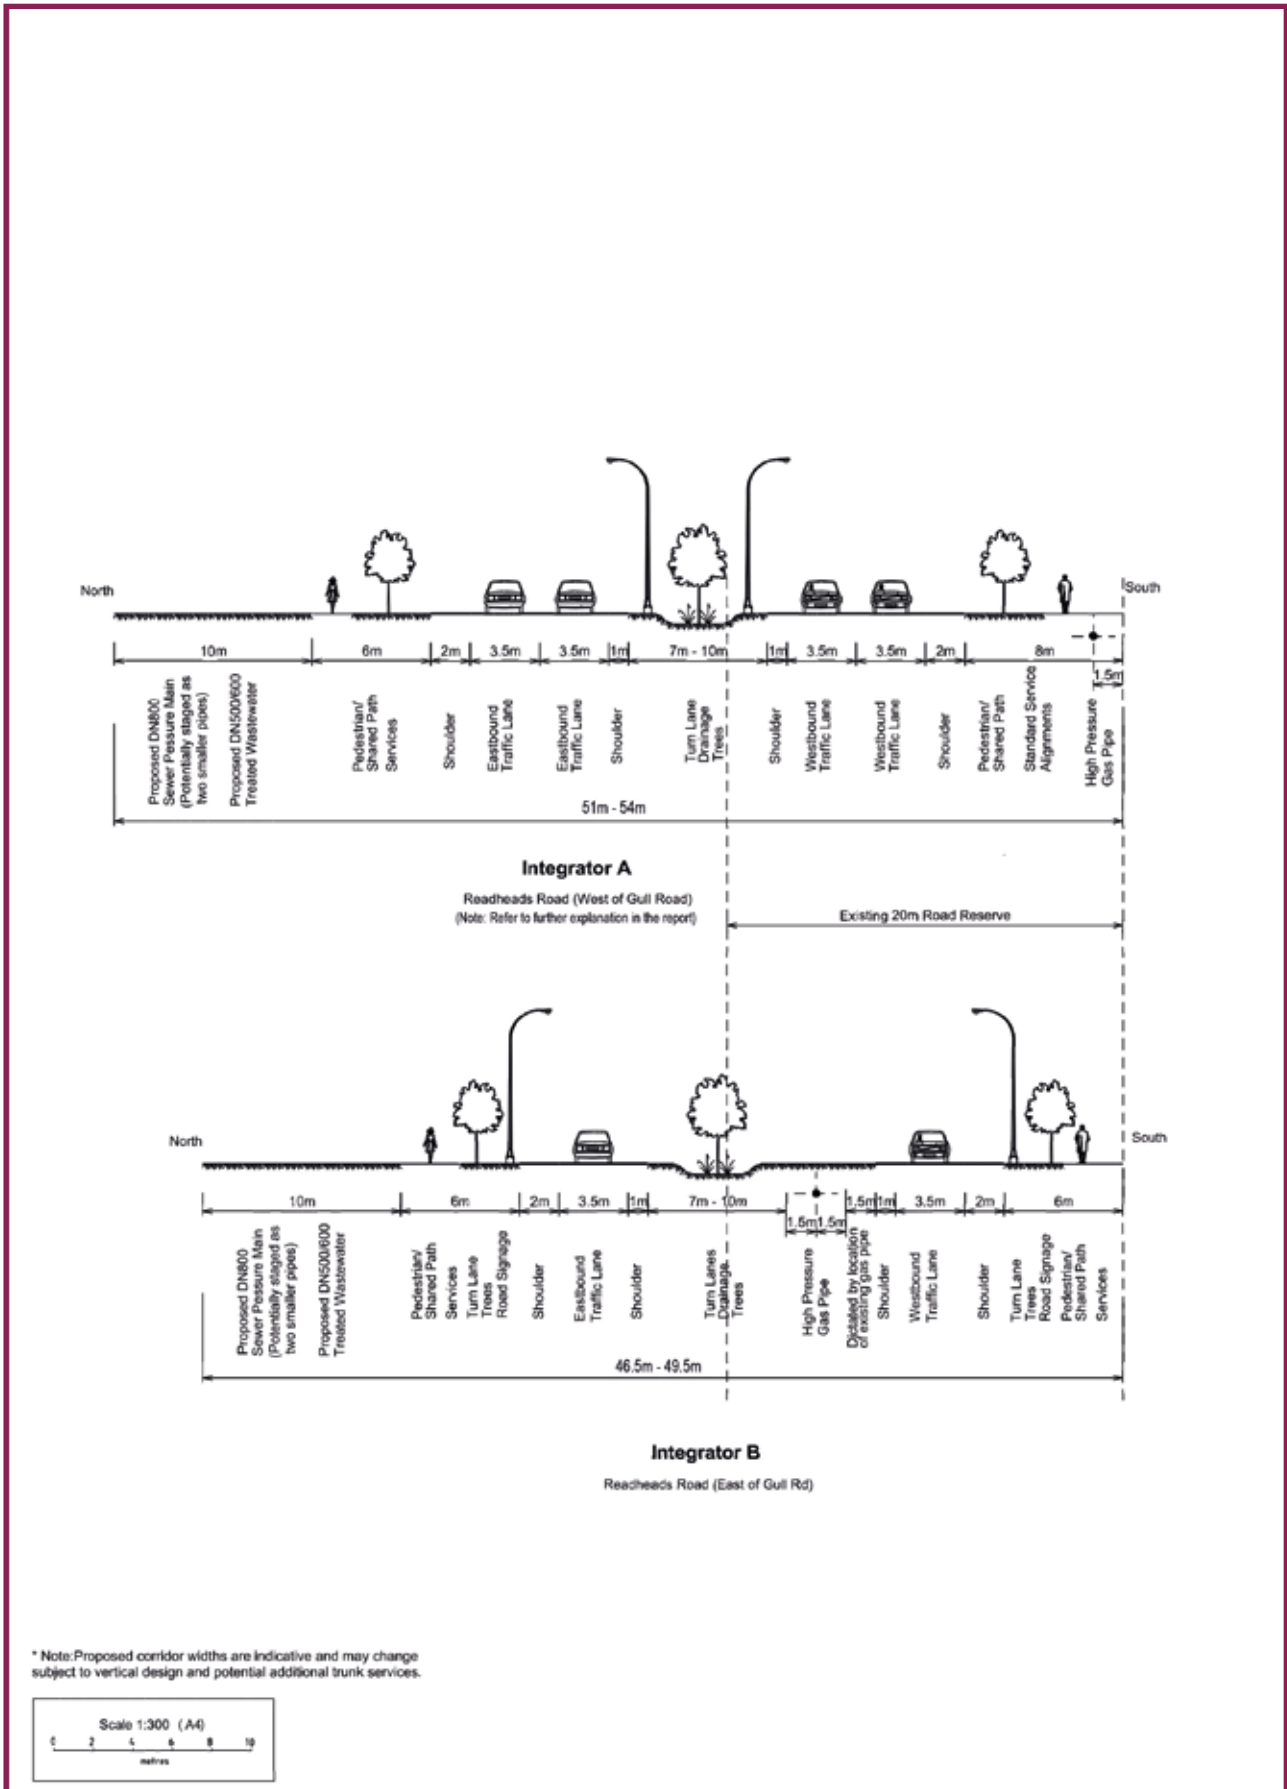 North
South
10m
6m
2m
3.5m
3.5m
1m
7m - 10m
1m
3.5m
3.5m
2m
8m
1.5m
Proposed DN800
Sewer Pressure Main
(Potentially staged as
two smaller pipes)
Proposed DN500/600
Treated Wastewater
Pedestrian/
Shared Path
Services
Shoulder
Eastbound
Traffic Lane
Eastbound
Traffic Lane
Shoulder
Turn Lane
Drainage
Trees
Shoulder
Westbound
Traffic Lane
Westbound
Traffic Lane
Shoulder
Pedestrian/
Shared Path
Standard Service
Alignments
High Pressure
Gas Pipe
51m - 54m
Integrator A
Readheads Road (West of Gull Road)
(Note: Refer to further explanation in the report)
Existing 20m Road Reserve
North
South
10m
6m
2m
3.5m
1m
7m - 10m
1.5m
1.5m
1.5m
1m
3.5m
2m
6m
Proposed DN800
Sewer Pessure Main
(Potentially staged as
two smaller pipes)
Proposed DN500/600
Treated Wastewater
Pedestrian/
Shared Path
Services
Turn Lane
Trees
Road Signage
Shoulder
Eastbound
Traffic Lane
Shoulder
Turn Lanes
Drainage
Trees
High Pressure
Gas Pipe
Dictated by location
of existing gas pipe
Shoulder
Westbound
Traffic Lane
Shoulder
Turn Lane
Trees
Road Signage
Pedestrian/
Shared Path
Services
46.5m - 49.5m
Integrator B
Readheads Road (East of Gull Rd)
* Note:Proposed corridor widths are indicative and may change
subject to vertical design and potential additional trunk services.
Scale 1:300 (A4)
0 2 4 6 8 10
metres